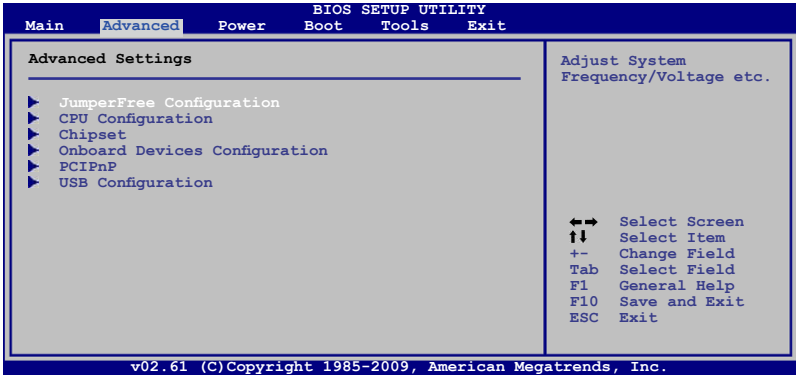 BIOS SETUP UTILITY
Main Advanced Power Boot Tools Exit
Advanced Settings
JumperFree Configuration
CPU Configuration
Chipset
Onboard Devices Configuration
PCIPnP
USB Configuration
Adjust System
Frequency/Voltage etc.
←→ Select Screen
↑↓ Select Item
+- Change Field
Tab Select Field
F1 General Help
F10 Save and Exit
ESC Exit
v02.61 (C)Copyright 1985-2009, American Megatrends, Inc.